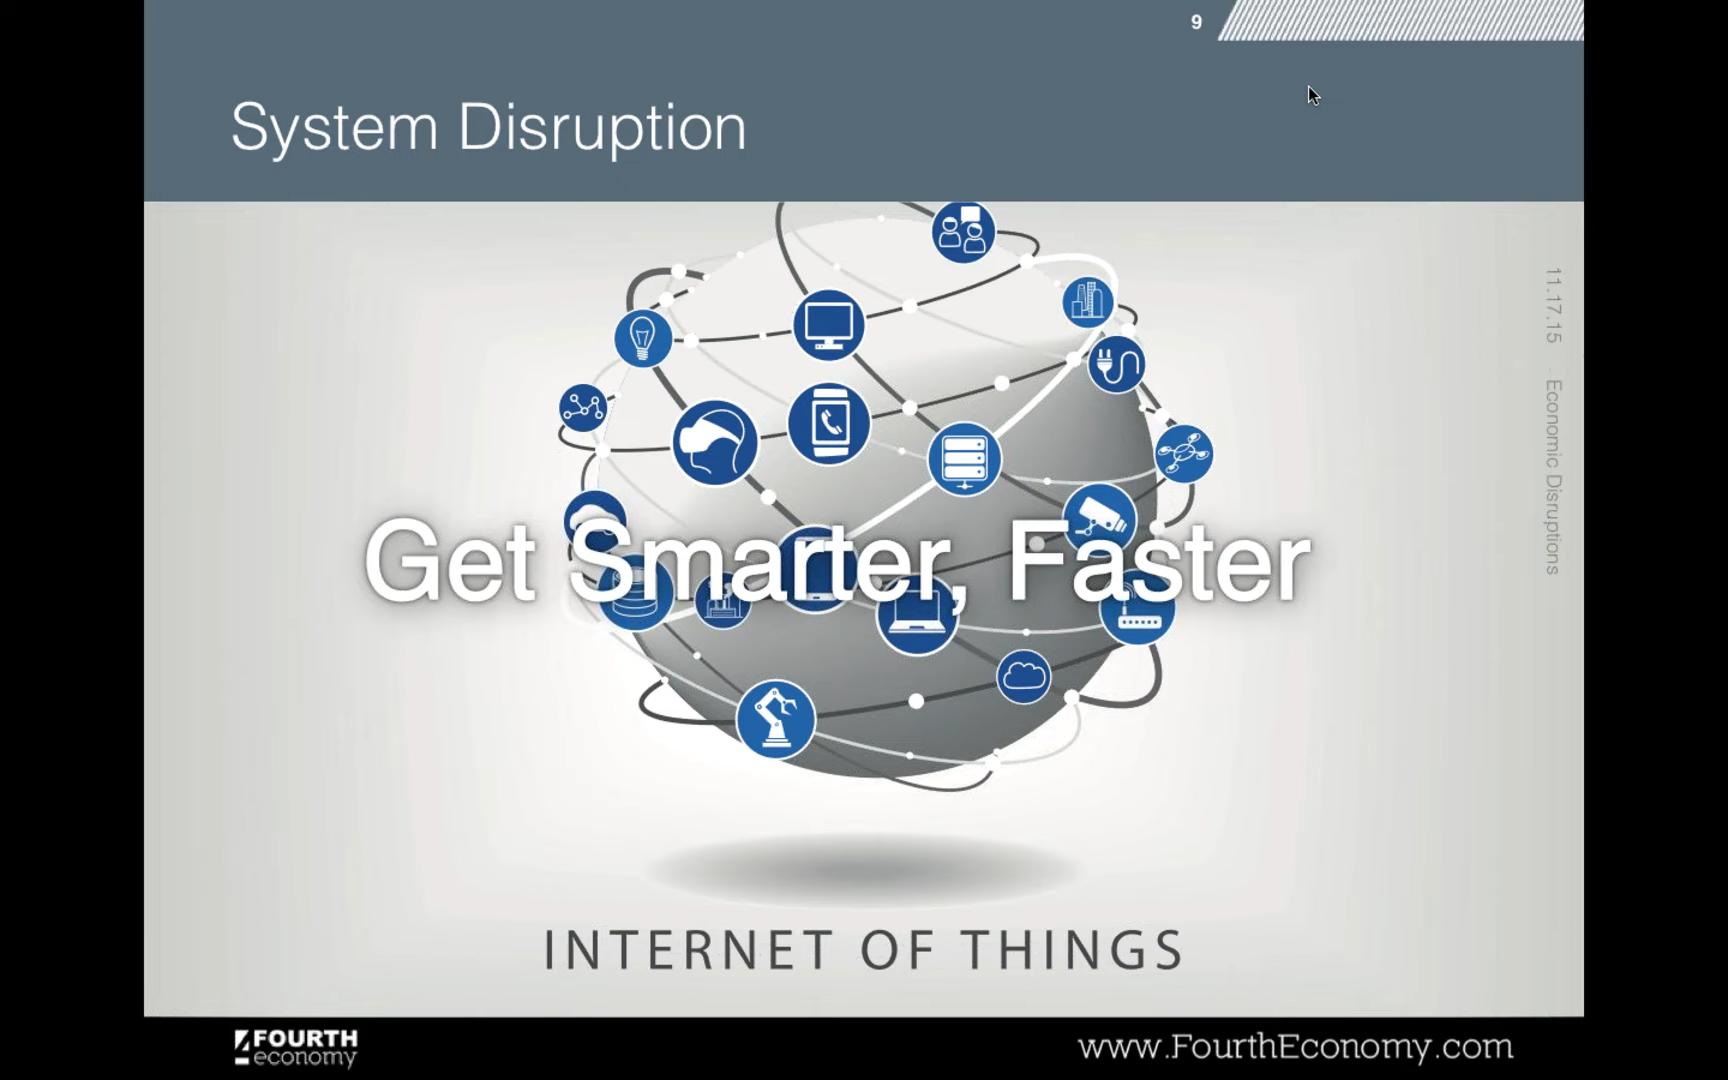 9
System Disruption
11.17.15 - Economic Disruptions
Get Smarter, Faster
INTERNET OF THINGS
4 FOURTH
economy
www.FourthEconomy.com